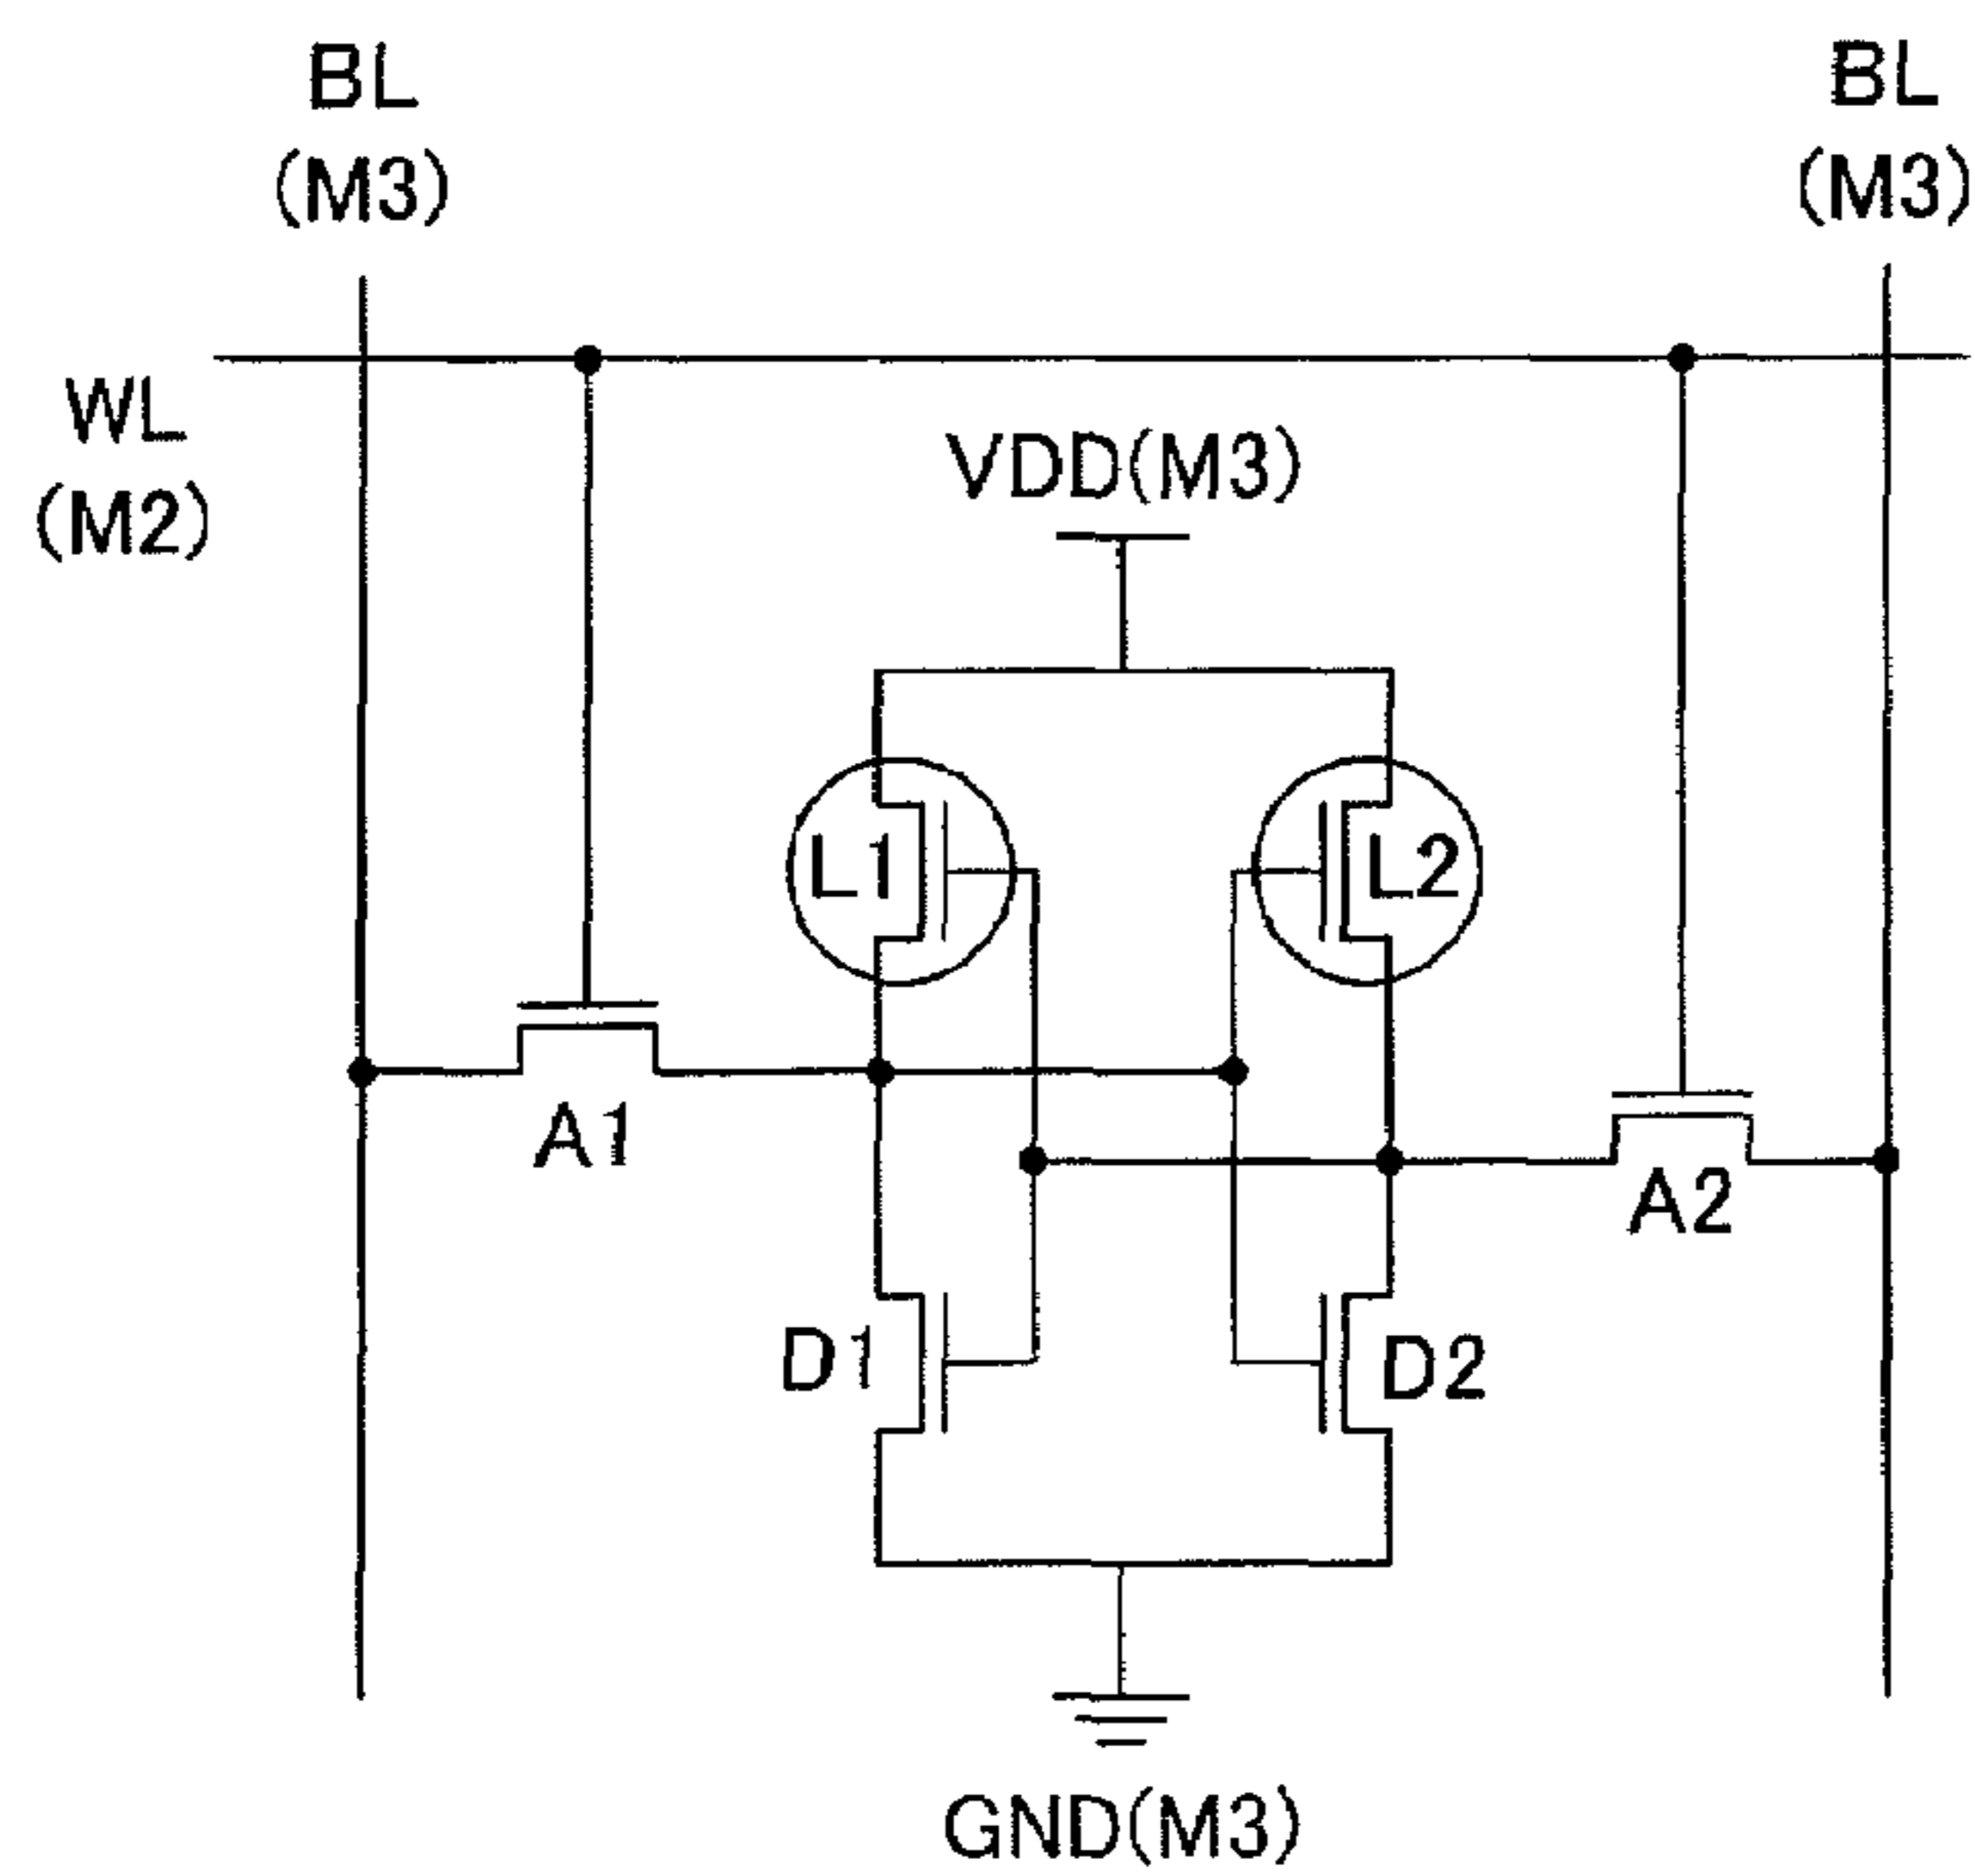 BL
(M3)
BL
(M3)
WL
(M2)
VDD(M3)
L1
L2
A1
A2
D1
D2
GND(M3)